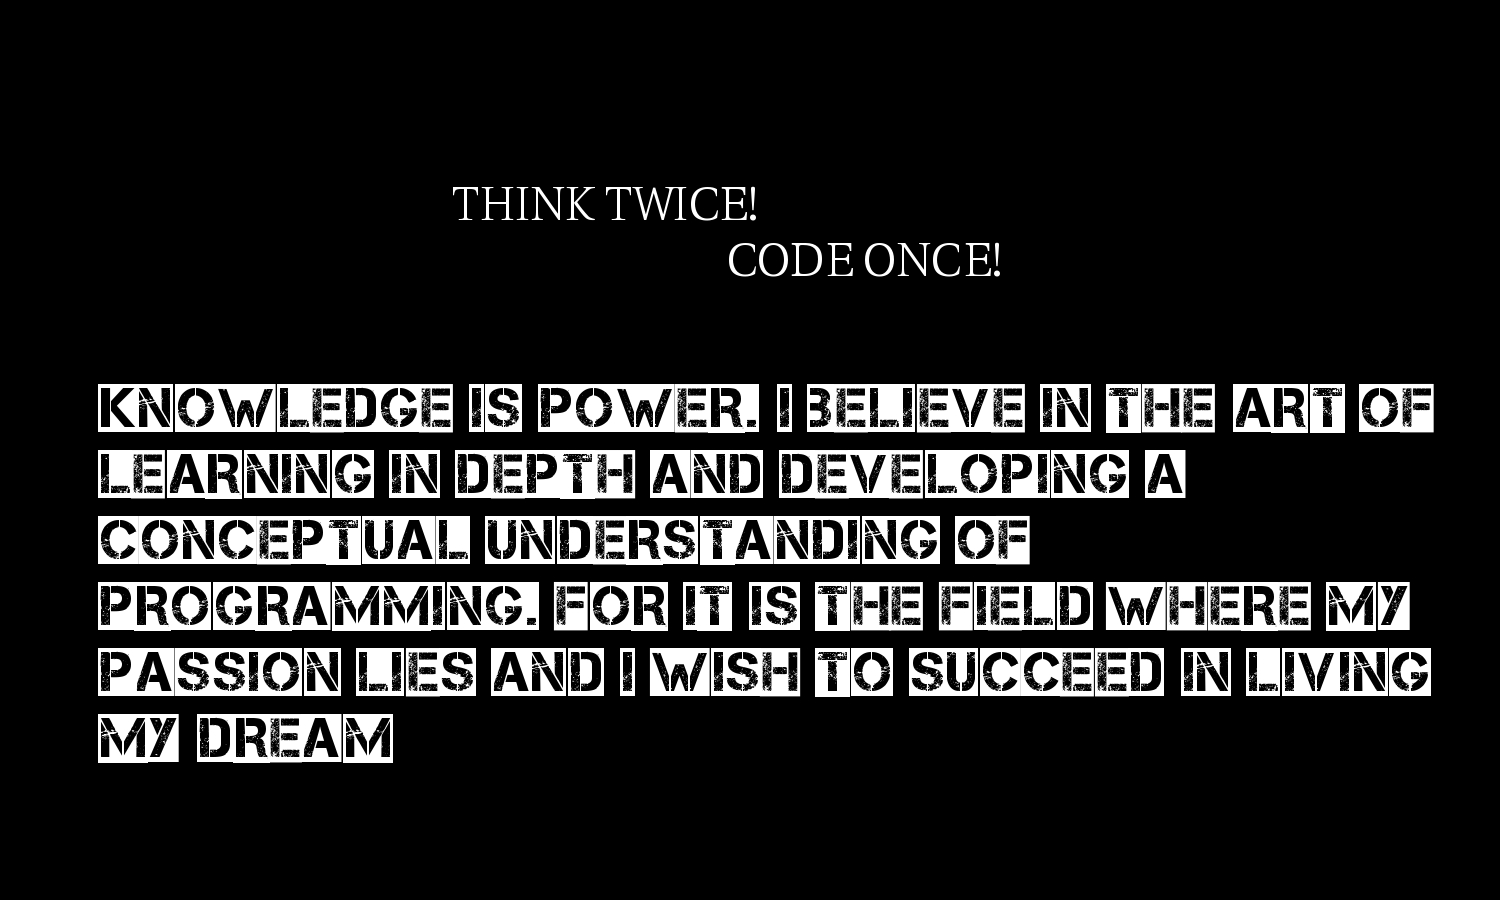 THINK TWICE!
CODE ONCE!
KNOWLEDGE IS POWER. I BELIEVE IN THE ART OF
LEARNING IN DEPTH AND DEVELOPING A
CONCEPTUAL UNDERSTANDING OF
PROGRAMMING. FOR IT IS THE FIELD WHERE MY
PASSION LIES AND I WISH TO SUCCEED IN LIVING
MY DREAM